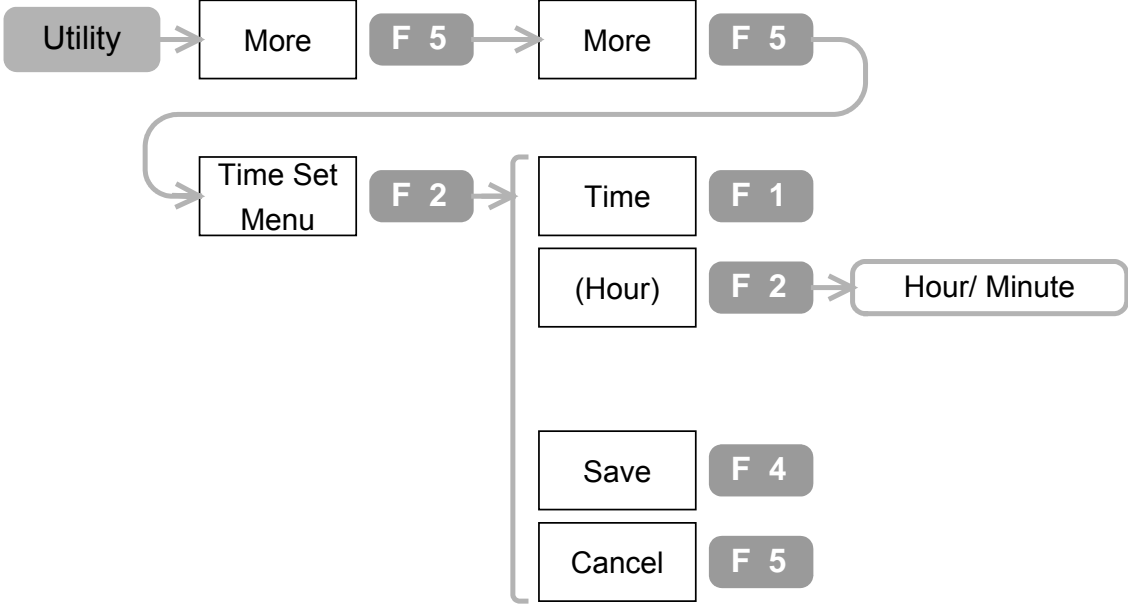 Utility More F 5 More F 5
Time Set
Menu F 2 Time F 1
(Hour) F 2 Hour/ Minute
Save F 4
Cancel F 5